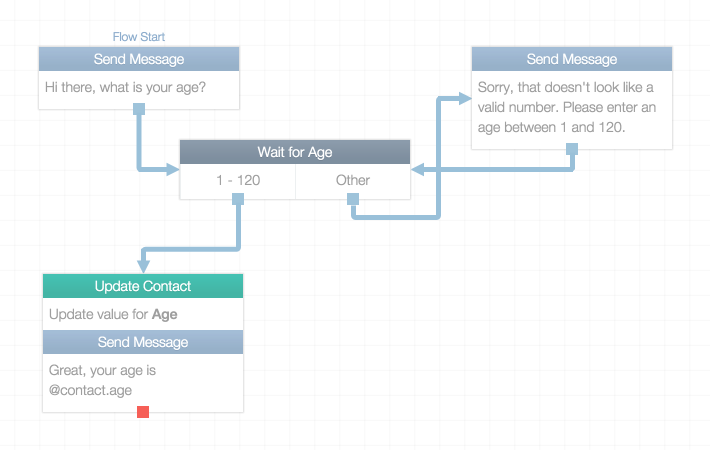 Flow Start
Send Message
Hi there, what is your age?
Send Message
Sorry, that doesn't look like a
valid number. Please enter an
age between 1 and 120.
Wait for Age
1 - 120
Other
Update Contact
Update value for Age
Send Message
Great, your age is
@contact.age